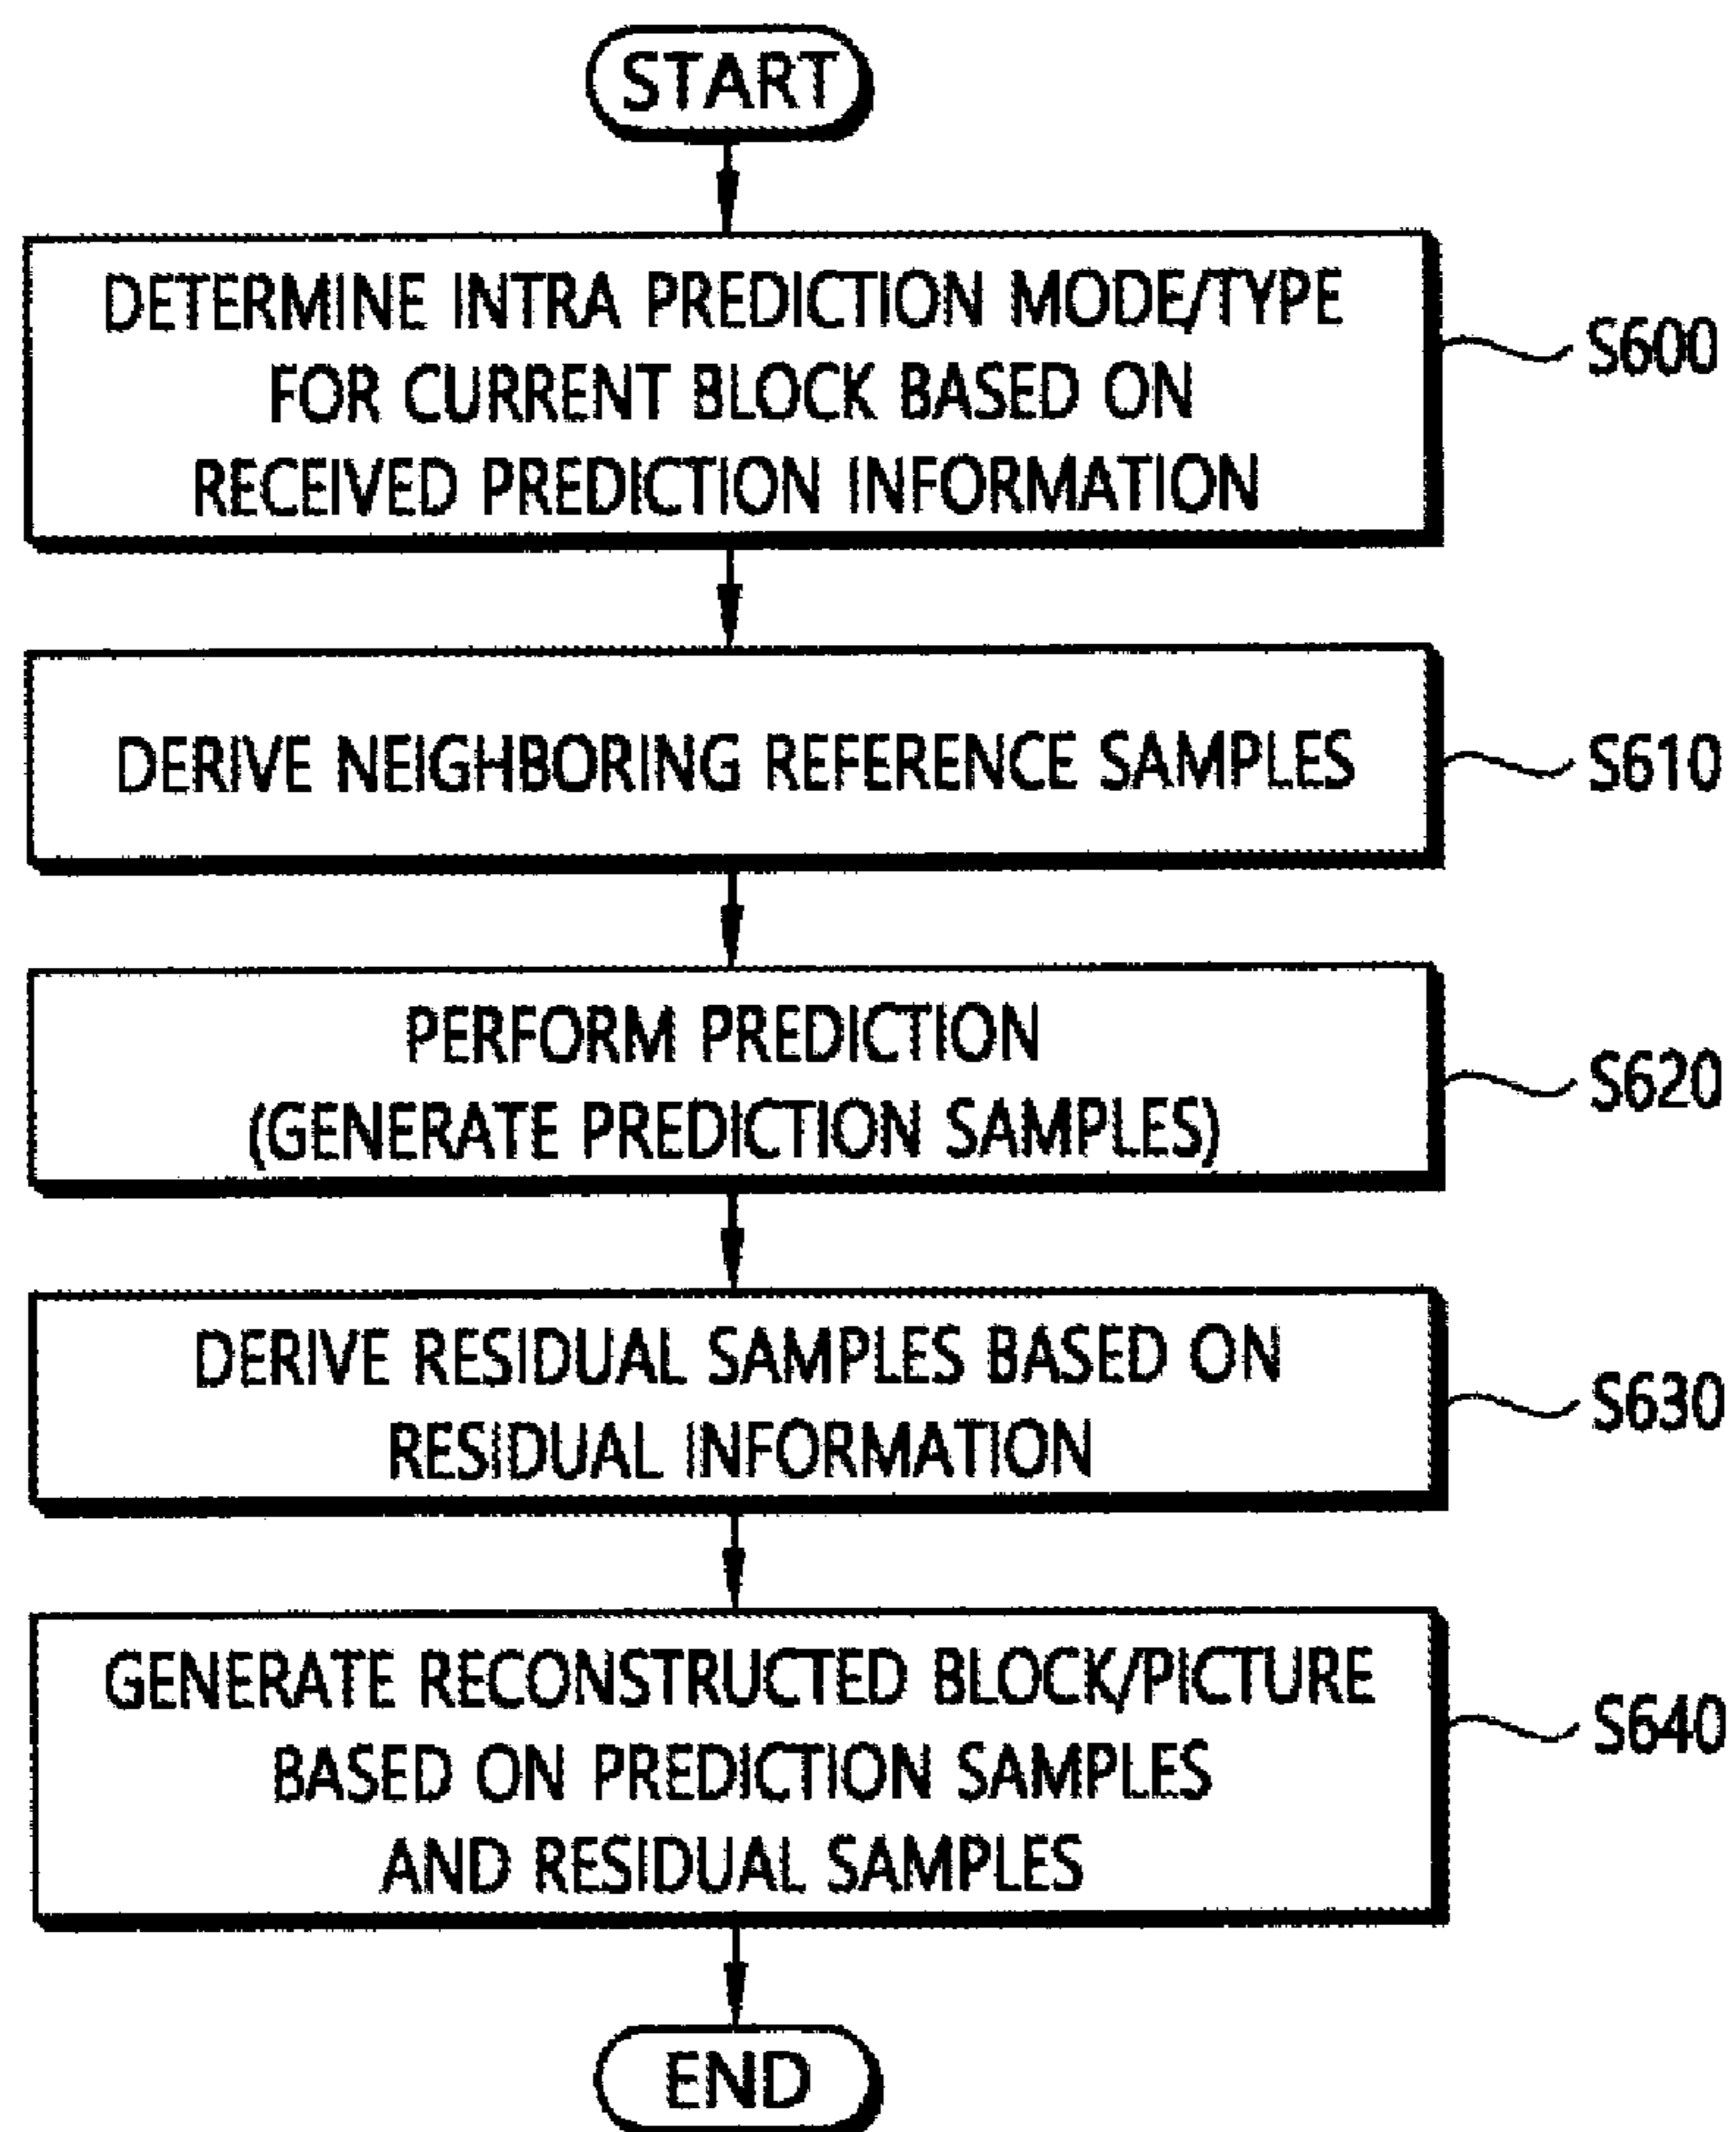 START
DETERMINE INTRA PREDICTION MODE/TYPE
FOR CURRENT BLOCK BASED ON
RECEIVED PREDICTION INFORMATION
S600
DERIVE NEIGHBORING REFERENCE SAMPLES
S610
PERFORM PREDICTION
(GENERATE PREDICTION SAMPLES)
S620
DERIVE RESIDUAL SAMPLES BASED ON
RESIDUAL INFORMATION
S630
GENERATE RECONSTRUCTED BLOCK/PICTURE
BASED ON PREDICTION SAMPLES
AND RESIDUAL SAMPLES
S640
END